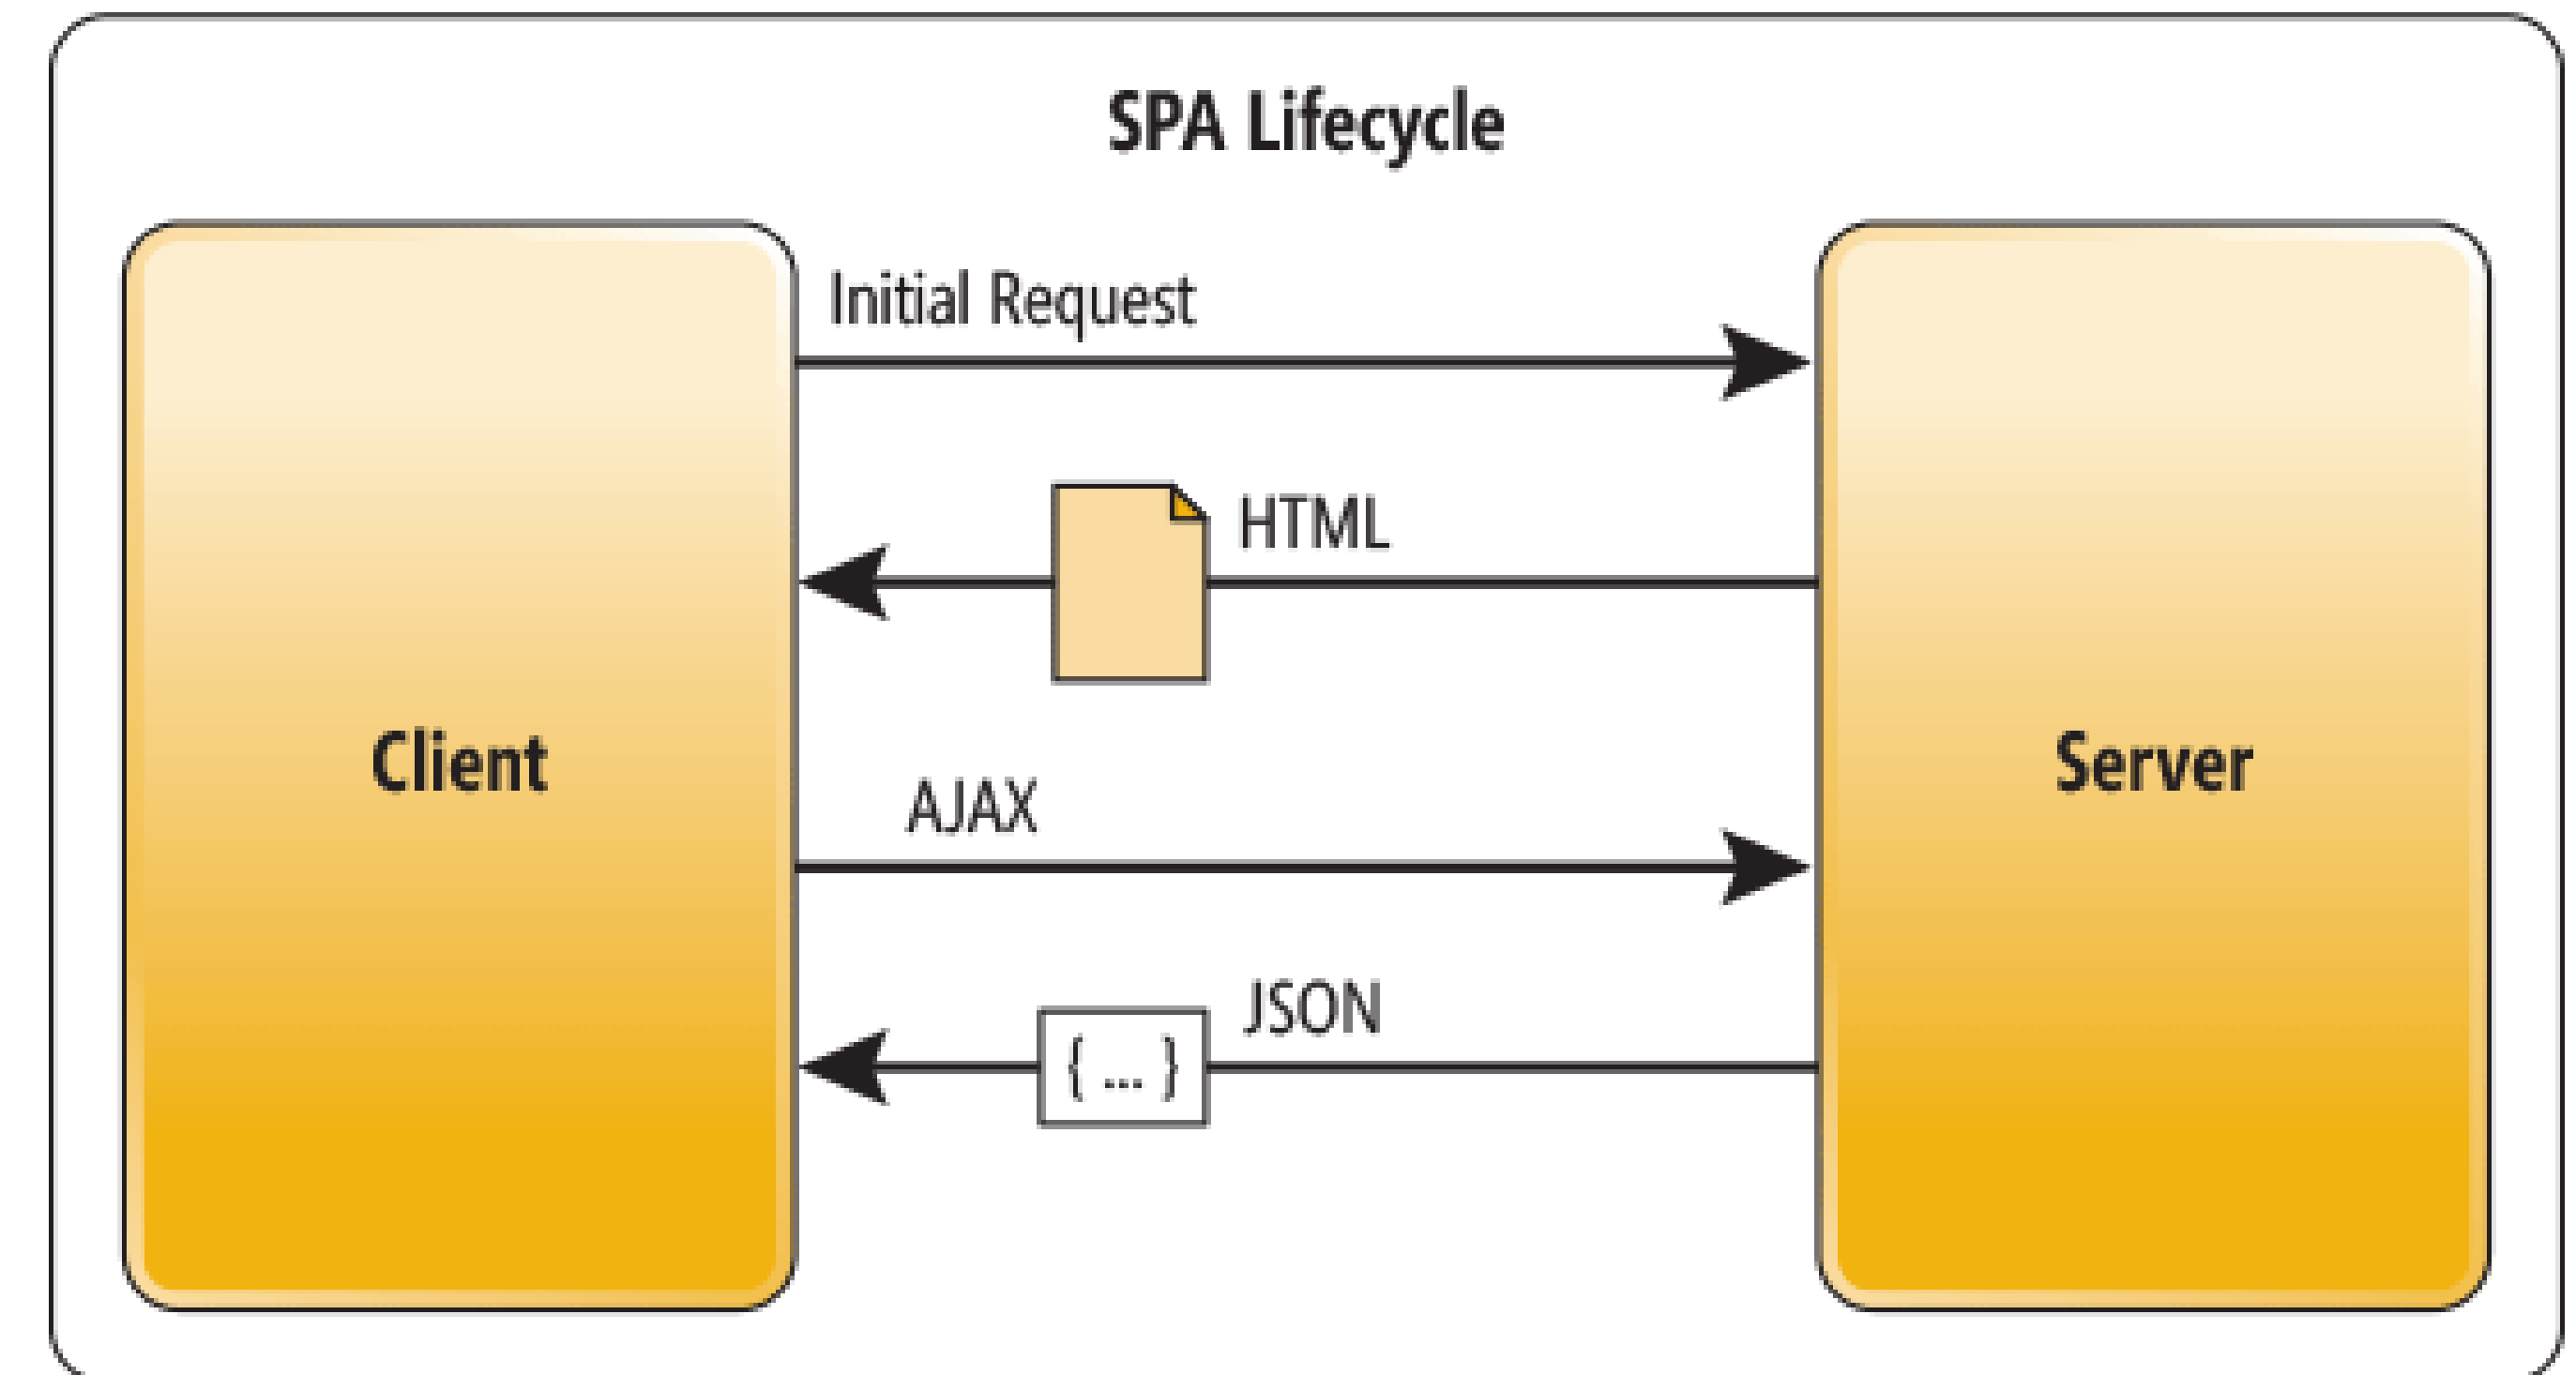 SPA Lifecycle
Initial Request
HTML
Client
Server
AJAX
JSON
{ ... }